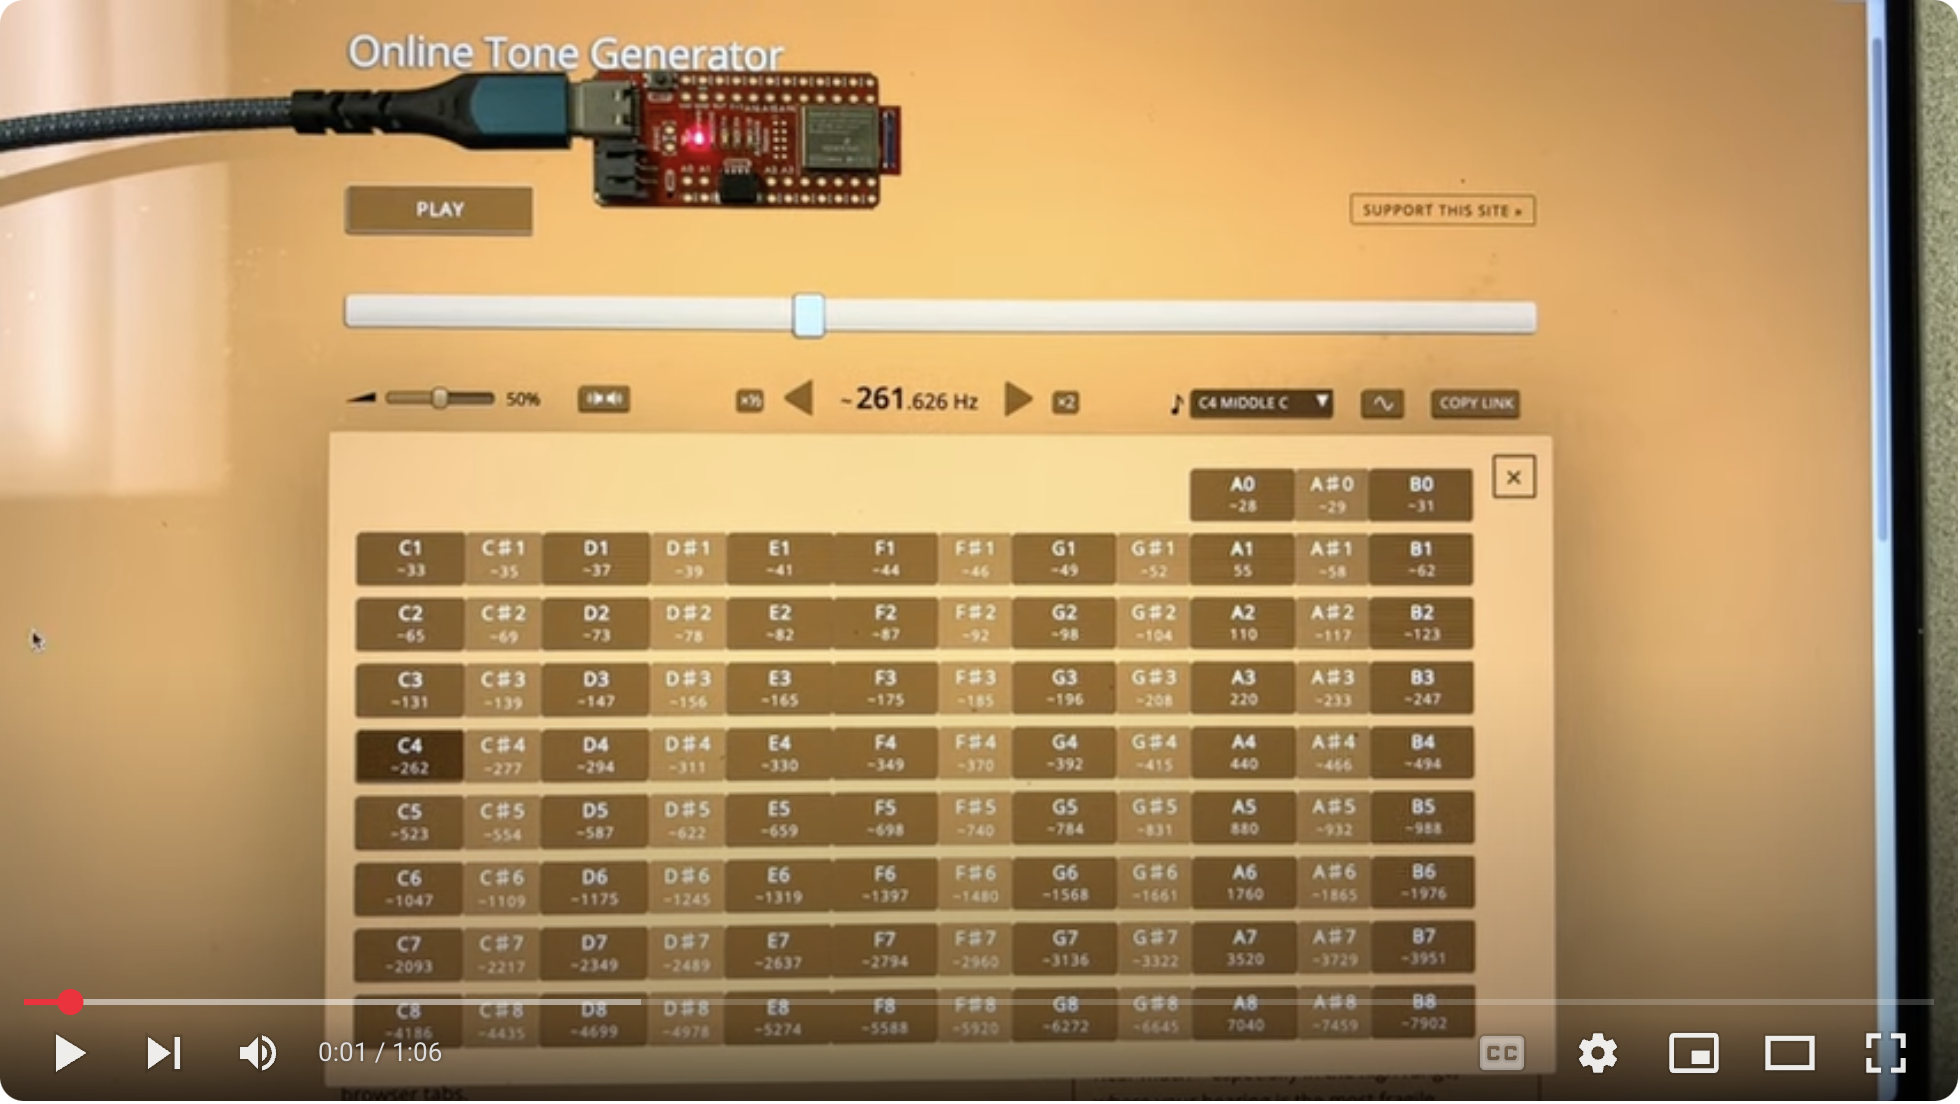 Online Tone Generator
PLAY
SUPPORT THIS SITE »
50%
×½
~261.626 Hz
×2
C4 MIDDLE C
COPY LINK
×
A0 A♯0 B0
~28 ~29 ~31
C1 C♯1 D1 D♯1 E1 F1 F♯1 G1 G♯1 A1 A♯1 B1
~33 ~35 ~37 ~39 ~41 ~44 ~46 ~49 ~52 55 ~58 ~62
C2 C♯2 D2 D♯2 E2 F2 F♯2 G2 G♯2 A2 A♯2 B2
~65 ~69 ~73 ~78 ~82 ~87 ~92 ~98 ~104 110 ~117 ~123
C3 C♯3 D3 D♯3 E3 F3 F♯3 G3 G♯3 A3 A♯3 B3
~131 ~139 ~147 ~156 ~165 ~175 ~185 ~196 ~208 220 ~233 ~247
C4 C♯4 D4 D♯4 E4 F4 F♯4 G4 G♯4 A4 A♯4 B4
~262 ~277 ~294 ~311 ~330 ~349 ~370 ~392 ~415 440 ~466 ~494
C5 C♯5 D5 D♯5 E5 F5 F♯5 G5 G♯5 A5 A♯5 B5
~523 ~554 ~587 ~622 ~659 ~698 ~740 ~784 ~831 880 ~932 ~988
C6 C♯6 D6 D♯6 E6 F6 F♯6 G6 G♯6 A6 A♯6 B6
~1047 ~1109 ~1175 ~1245 ~1319 ~1397 ~1480 ~1568 ~1661 1760 ~1865 ~1976
C7 C♯7 D7 D♯7 E7 F7 F♯7 G7 G♯7 A7 A♯7 B7
~2093 ~2217 ~2349 ~2489 ~2637 ~2794 ~2960 ~3136 ~3322 3520 ~3729 ~3951
C8 C♯8 D8 D♯8 E8 F8 F♯8 G8 G♯8 A8 A♯8 B8
~4186 ~4435 ~4699 ~4978 ~5274 ~5588 ~5920 ~6272 ~6645 7040 ~7459 ~7902
0:01 / 1:06
CC
browser tabs.